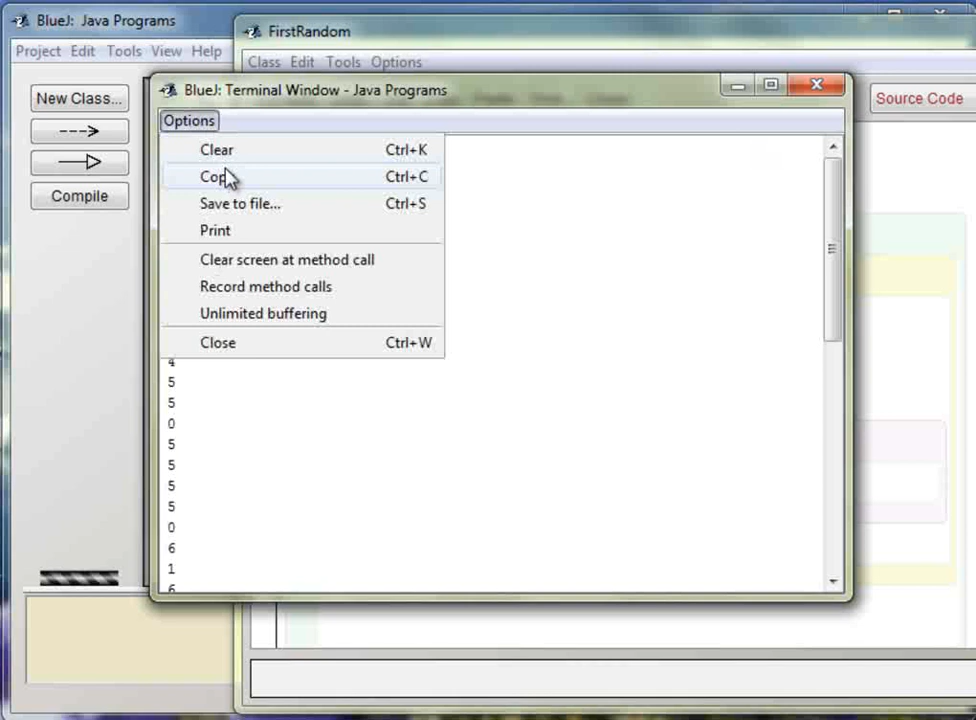 BlueJ: Java Programs
Project Edit Tools View Help
New Class...
Compile
FirstRandom
Class Edit Tools Options
Source Code
BlueJ: Terminal Window - Java Programs
Options
Clear Ctrl+K
Copy Ctrl+C
Save to file... Ctrl+S
Print
Clear screen at method call
Record method calls
Unlimited buffering
Close Ctrl+W
4
5
5
0
5
5
5
5
0
6
1
6